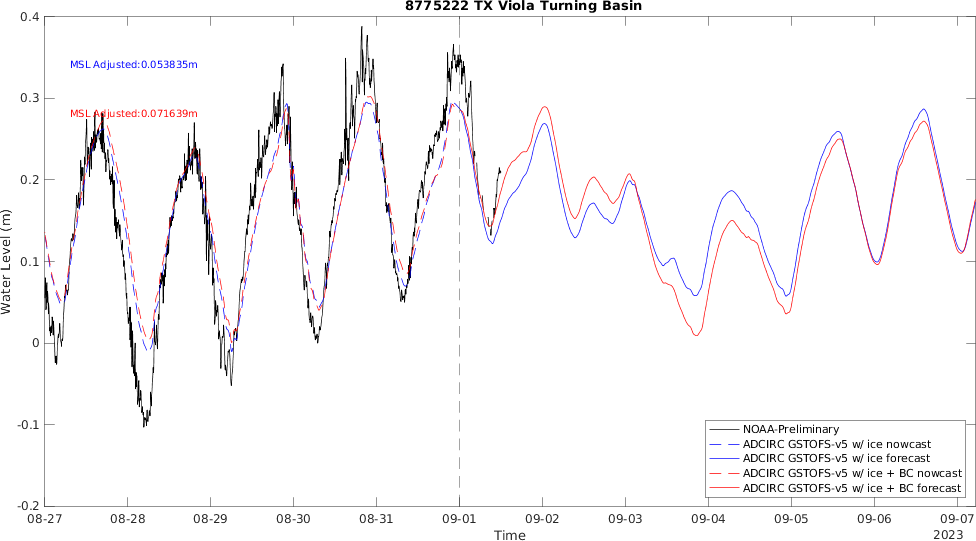 8775222 TX Viola Turning Basin
0.4
MSL Adjusted:0.053835m
0.3
MSL Adjusted:0.071639m
0.2
Water Level (m)
0.1
0
-0.1
NOAA-Preliminary
ADCIRC GSTOFS-v5 w/ ice nowcast
ADCIRC GSTOFS-v5 w/ ice forecast
ADCIRC GSTOFS-v5 w/ ice + BC nowcast
ADCIRC GSTOFS-v5 w/ ice + BC forecast
-0.2
08-27 08-28 08-29 08-30 08-31 09-01 09-02 09-03 09-04 09-05 09-06 09-07
Time
2023